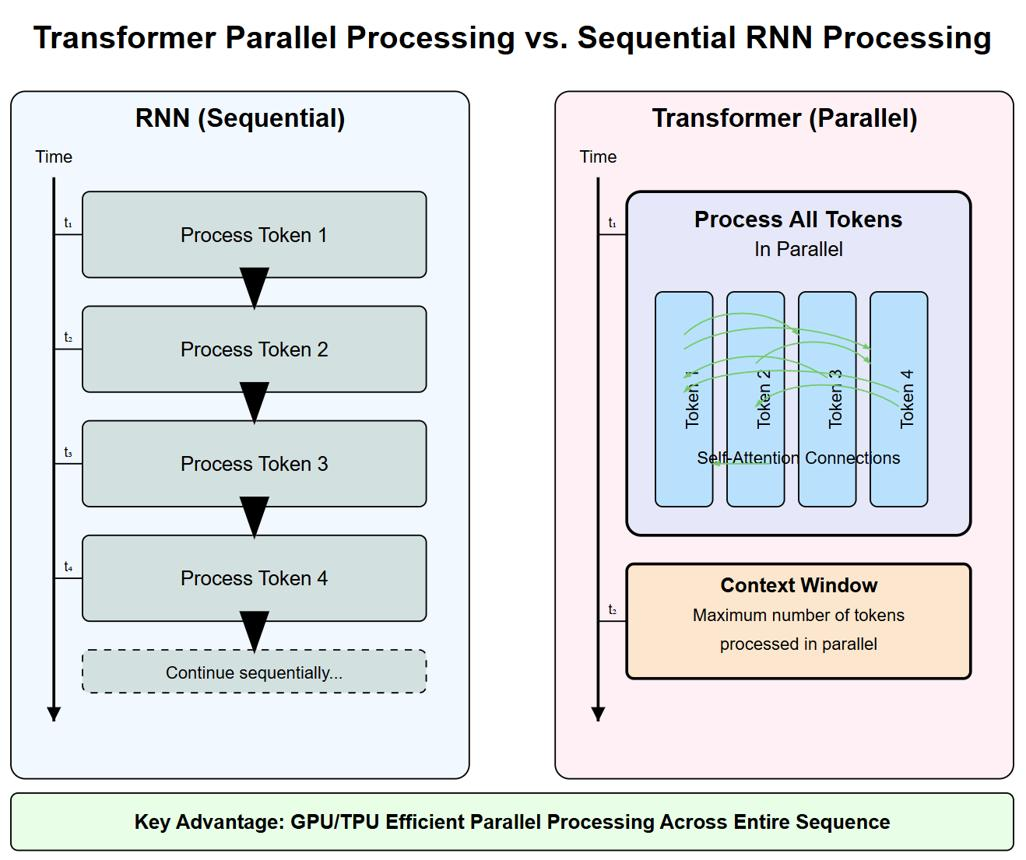 Transformer Parallel Processing vs. Sequential RNN Processing
RNN (Sequential)
Time
t₁
Process Token 1
t₂
Process Token 2
t₃
Process Token 3
t₄
Process Token 4
Continue sequentially...
Transformer (Parallel)
Time
t₁
Process All Tokens
In Parallel
Token 1
Token 2
Token 3
Token 4
Self-Attention Connections
t₂
Context Window
Maximum number of tokens
processed in parallel
Key Advantage: GPU/TPU Efficient Parallel Processing Across Entire Sequence